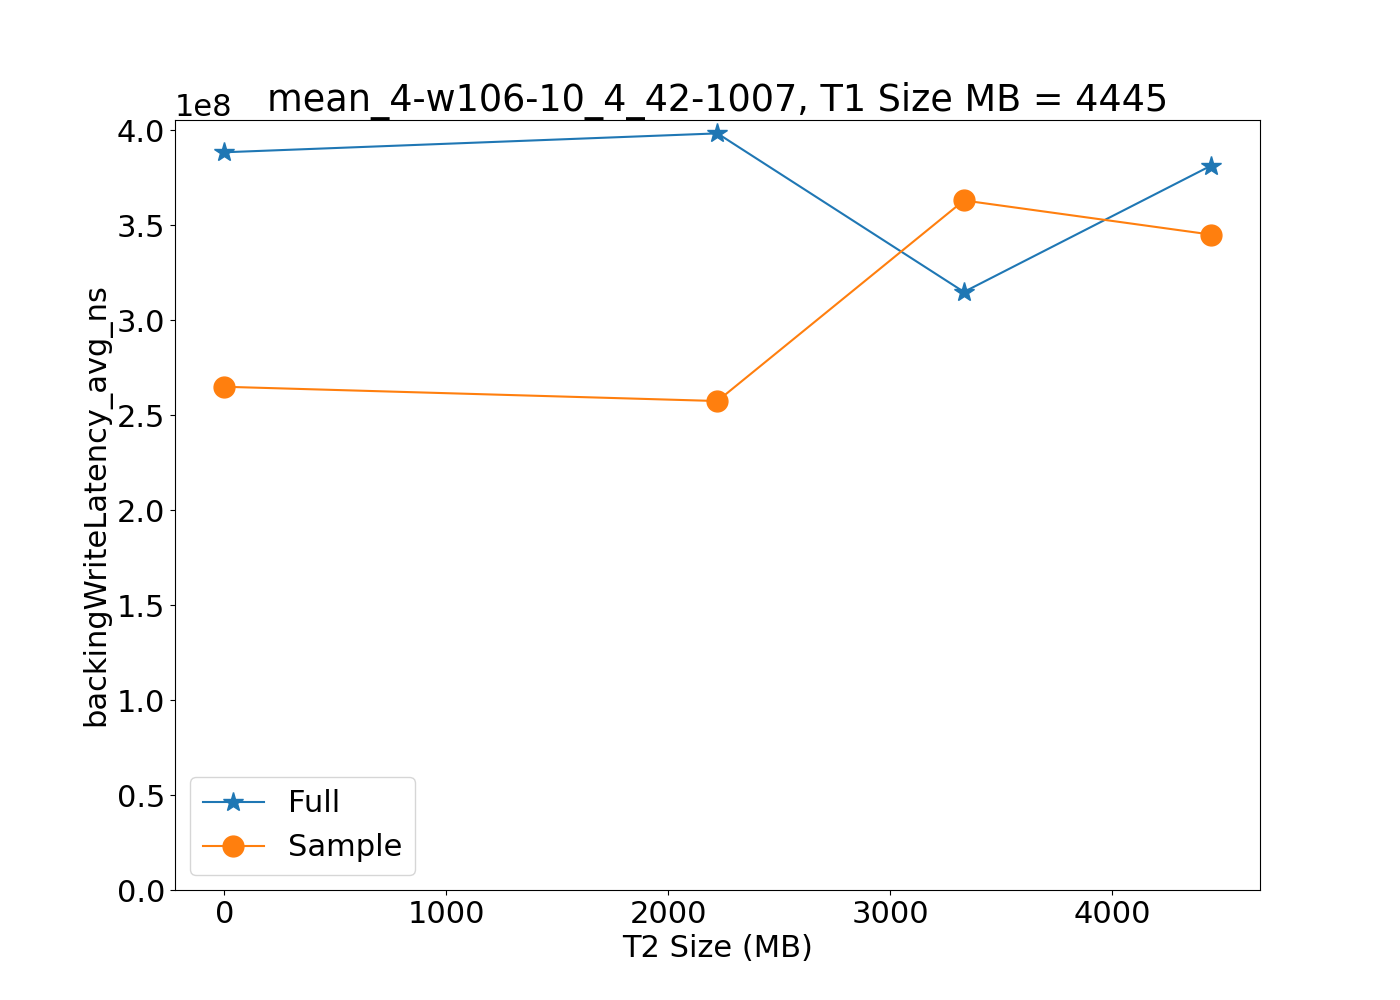 mean_4-w106-10_4_42-1007, T1 Size MB = 4445
1e8
4.0
3.5
3.0
2.5
2.0
1.5
1.0
0.5
0.0
backingWriteLatency_avg_ns
Full
Sample
0 1000 2000 3000 4000
T2 Size (MB)